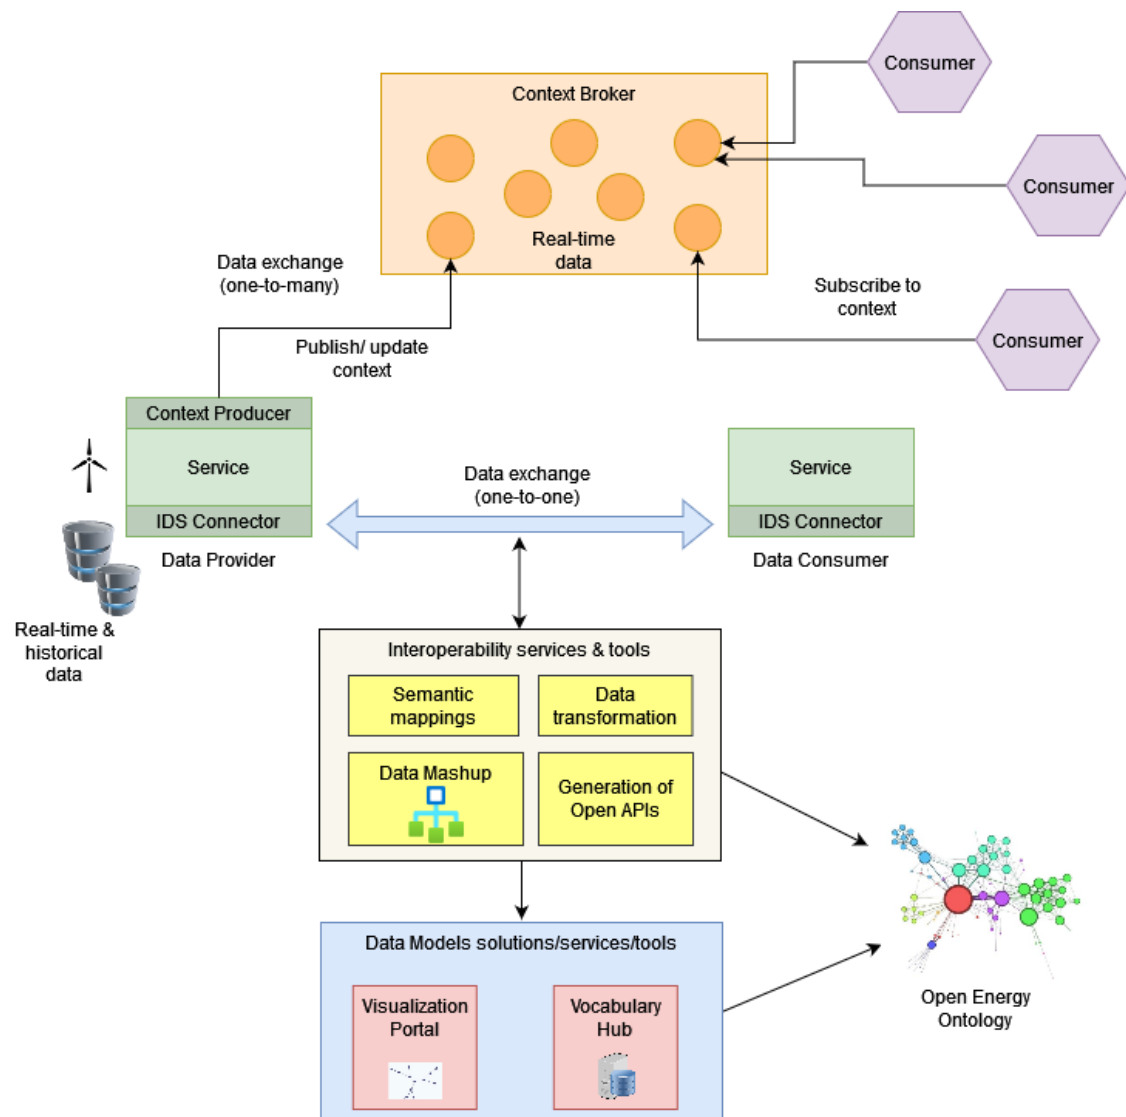 Consumer
Context Broker
Consumer
Real-time
data
Data exchange
(one-to-many)
Subscribe to
context
Publish/ update
context
Consumer
Context Producer
Service
IDS Connector
Data Provider
Data exchange
(one-to-one)
Service
IDS Connector
Data Consumer
Real-time &
historical
data
Interoperability services & tools
Semantic
mappings
Data
transformation
Data Mashup
Generation of
Open APIs
Data Models solutions/services/tools
Visualization
Portal
Vocabulary
Hub
Open Energy
Ontology